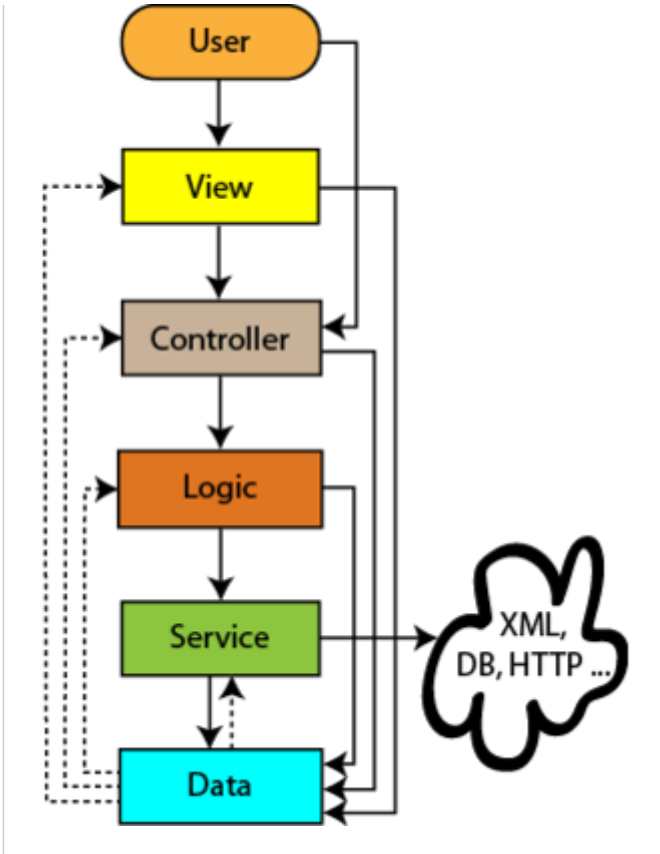 User
View
Controller
Logic
Service
XML,
DB, HTTP ...
Data